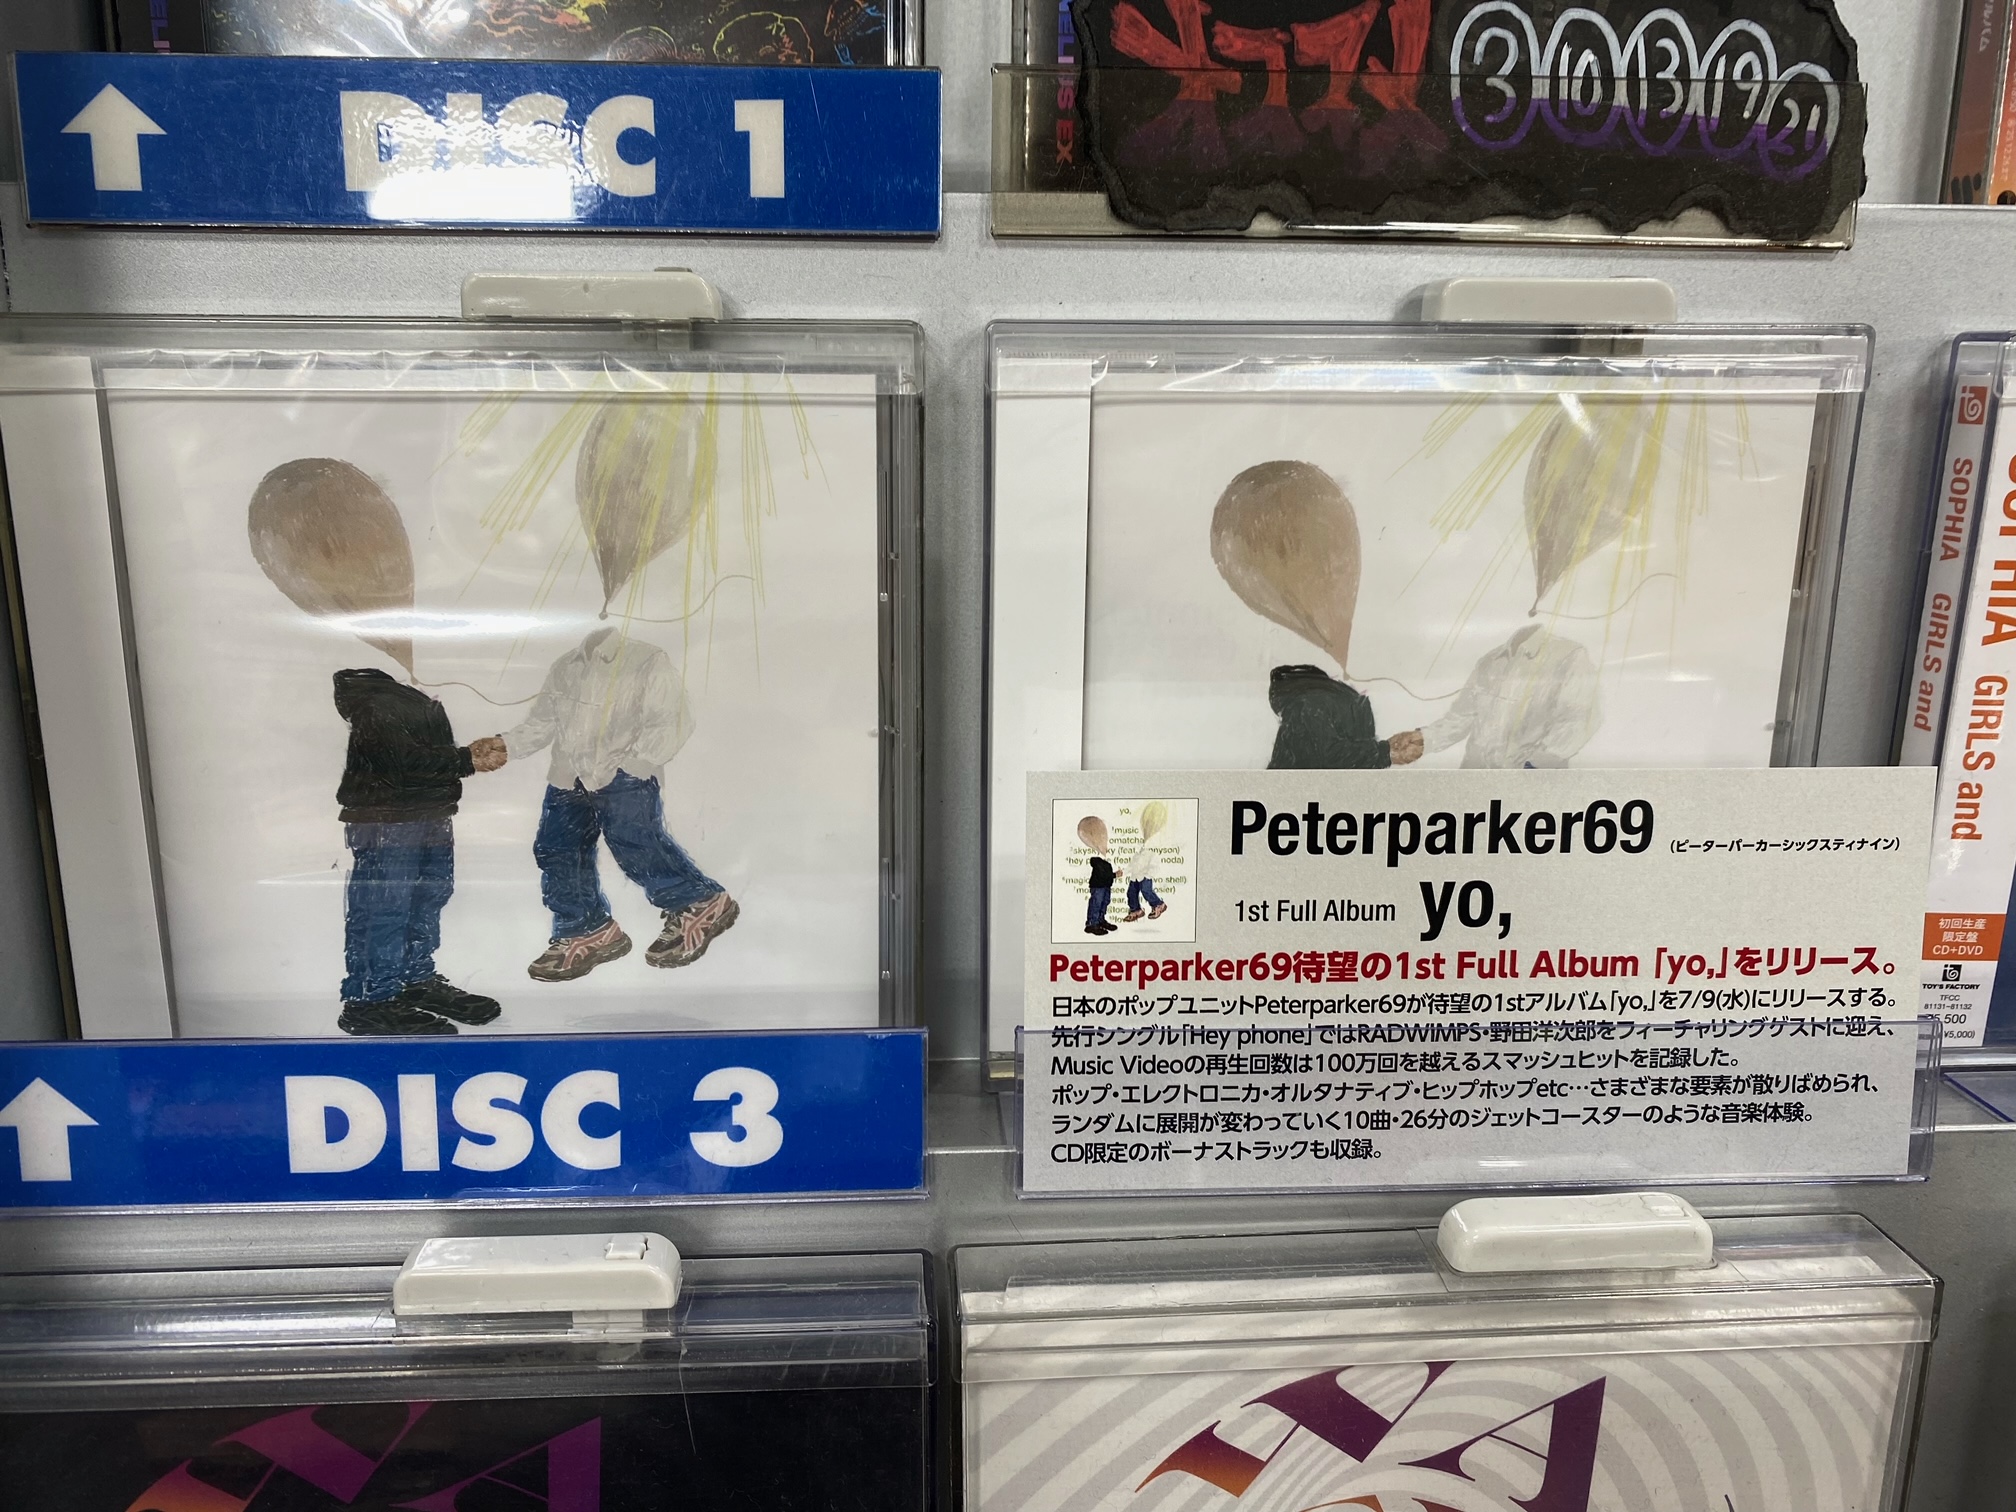 DISC 1
ELUS EX
3 10 13 19 21
DISC 3
Peterparker69 (ピーターパーカーシックスティナイン)
1st Full Album yo,
Peterparker69待望の1st Full Album「yo,」をリリース。
日本のポップユニットPeterparker69が待望の1stアルバム「yo,」を7/9(水)にリリースする。
先行シングル「Hey phone」ではRADWIMPS・野田洋次郎をフィーチャリングゲストに迎え、
Music Videoの再生回数は100万回を越えるスマッシュヒットを記録した。
ポップ・エレクトロニカ・オルタナティブ・ヒップホップetc…さまざまな要素が散りばめられ、
ランダムに展開が変わっていく10曲・26分のジェットコースターのような音楽体験。
CD限定のボーナストラックも収録。
yo,
SOPHIA GIRLS and
SOPHIA GIRLS and
初回生産
限定盤
CD+DVD
TOY'S FACTORY
TFCC
81131-81132